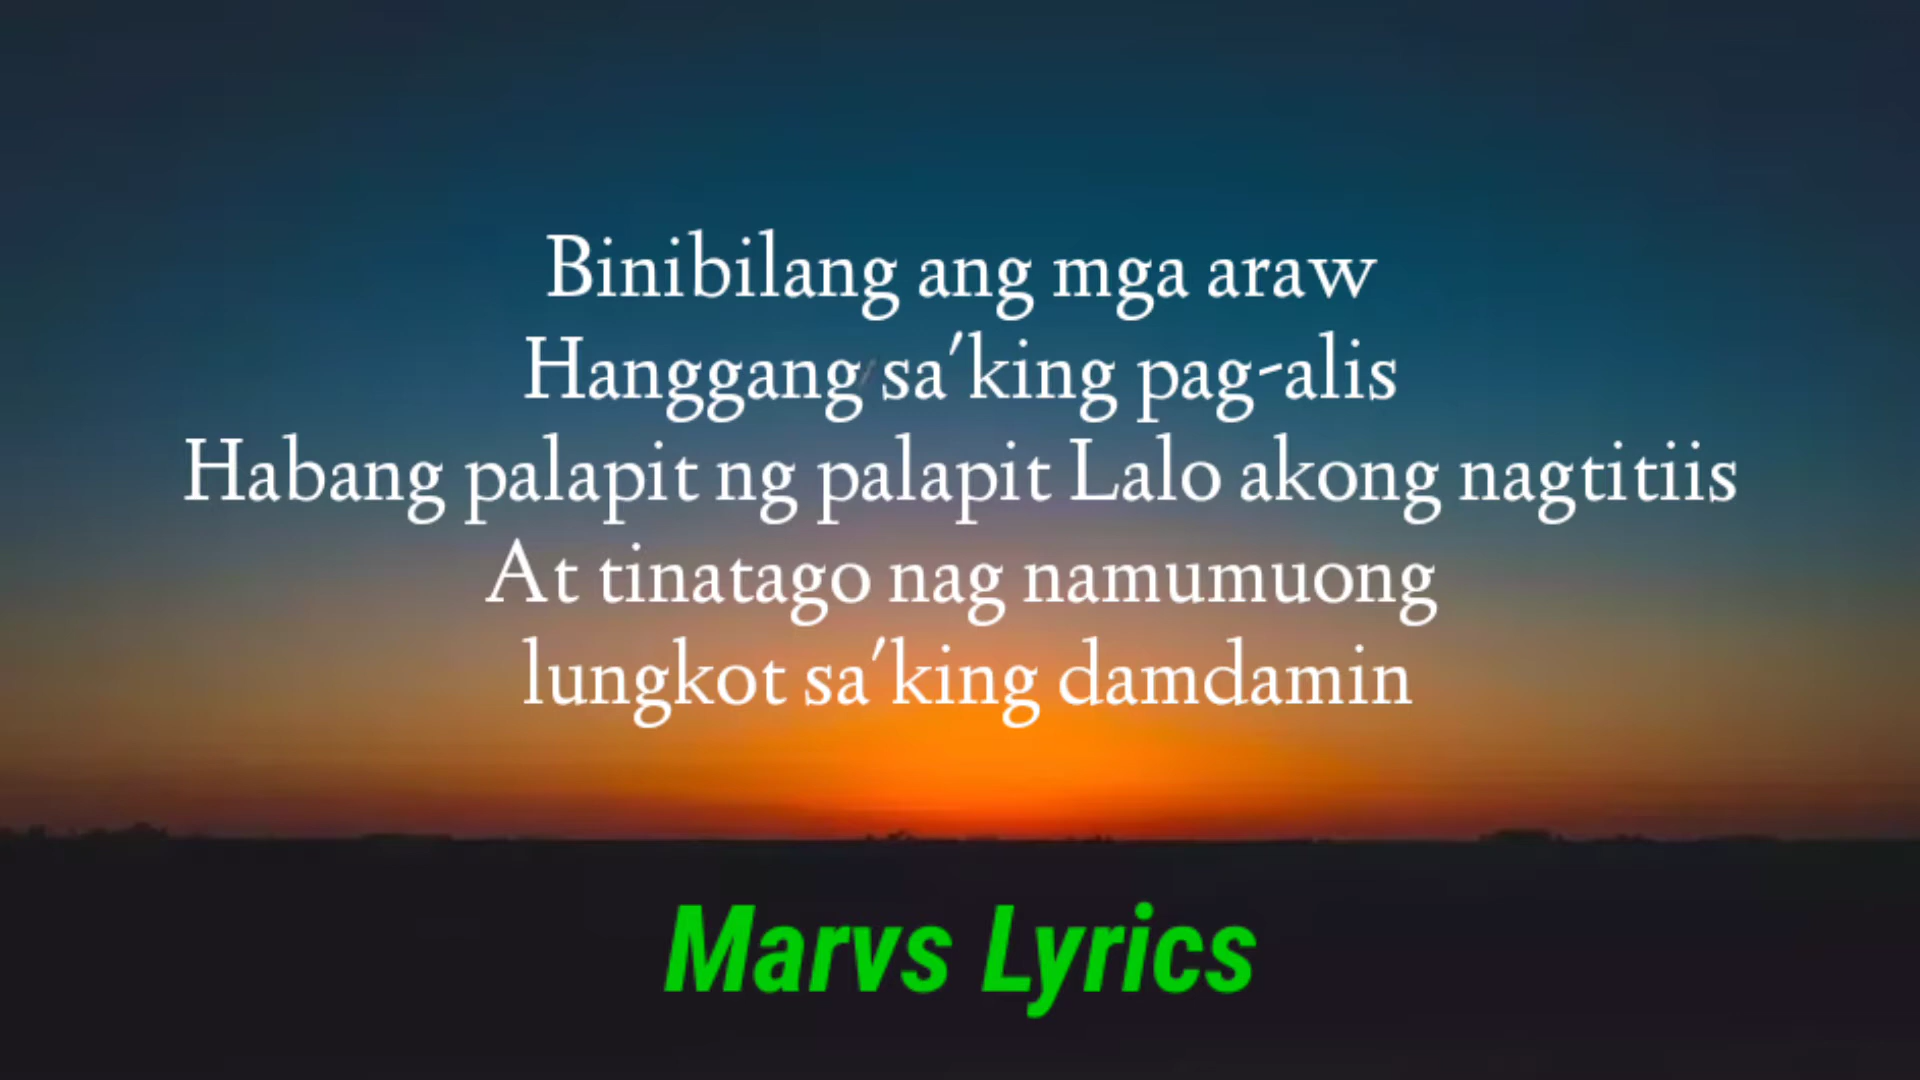 Binibilang ang mga araw
Hanggang sa'king pag-alis
Habang palapit ng palapit Lalo akong nagtitiis
At tinatago nag namumuong
lungkot sa'king damdamin
Marvs Lyrics